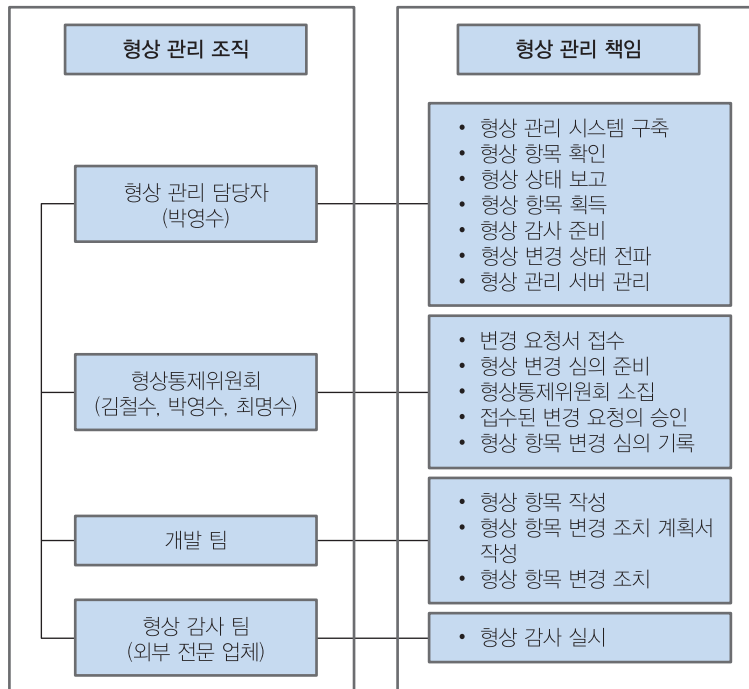 형상 관리 조직
형상 관리 책임
형상 관리 담당자
(박영수)
• 형상 관리 시스템 구축
• 형상 항목 확인
• 형상 상태 보고
• 형상 항목 획득
• 형상 감사 준비
• 형상 변경 상태 전파
• 형상 관리 서버 관리
형상통제위원회
(김철수, 박영수, 최명수)
• 변경 요청서 접수
• 형상 변경 심의 준비
• 형상통제위원회 소집
• 접수된 변경 요청의 승인
• 형상 항목 변경 심의 기록
개발 팀
• 형상 항목 작성
• 형상 항목 변경 조치 계획서
작성
• 형상 항목 변경 조치
형상 감사 팀
(외부 전문 업체)
• 형상 감사 실시